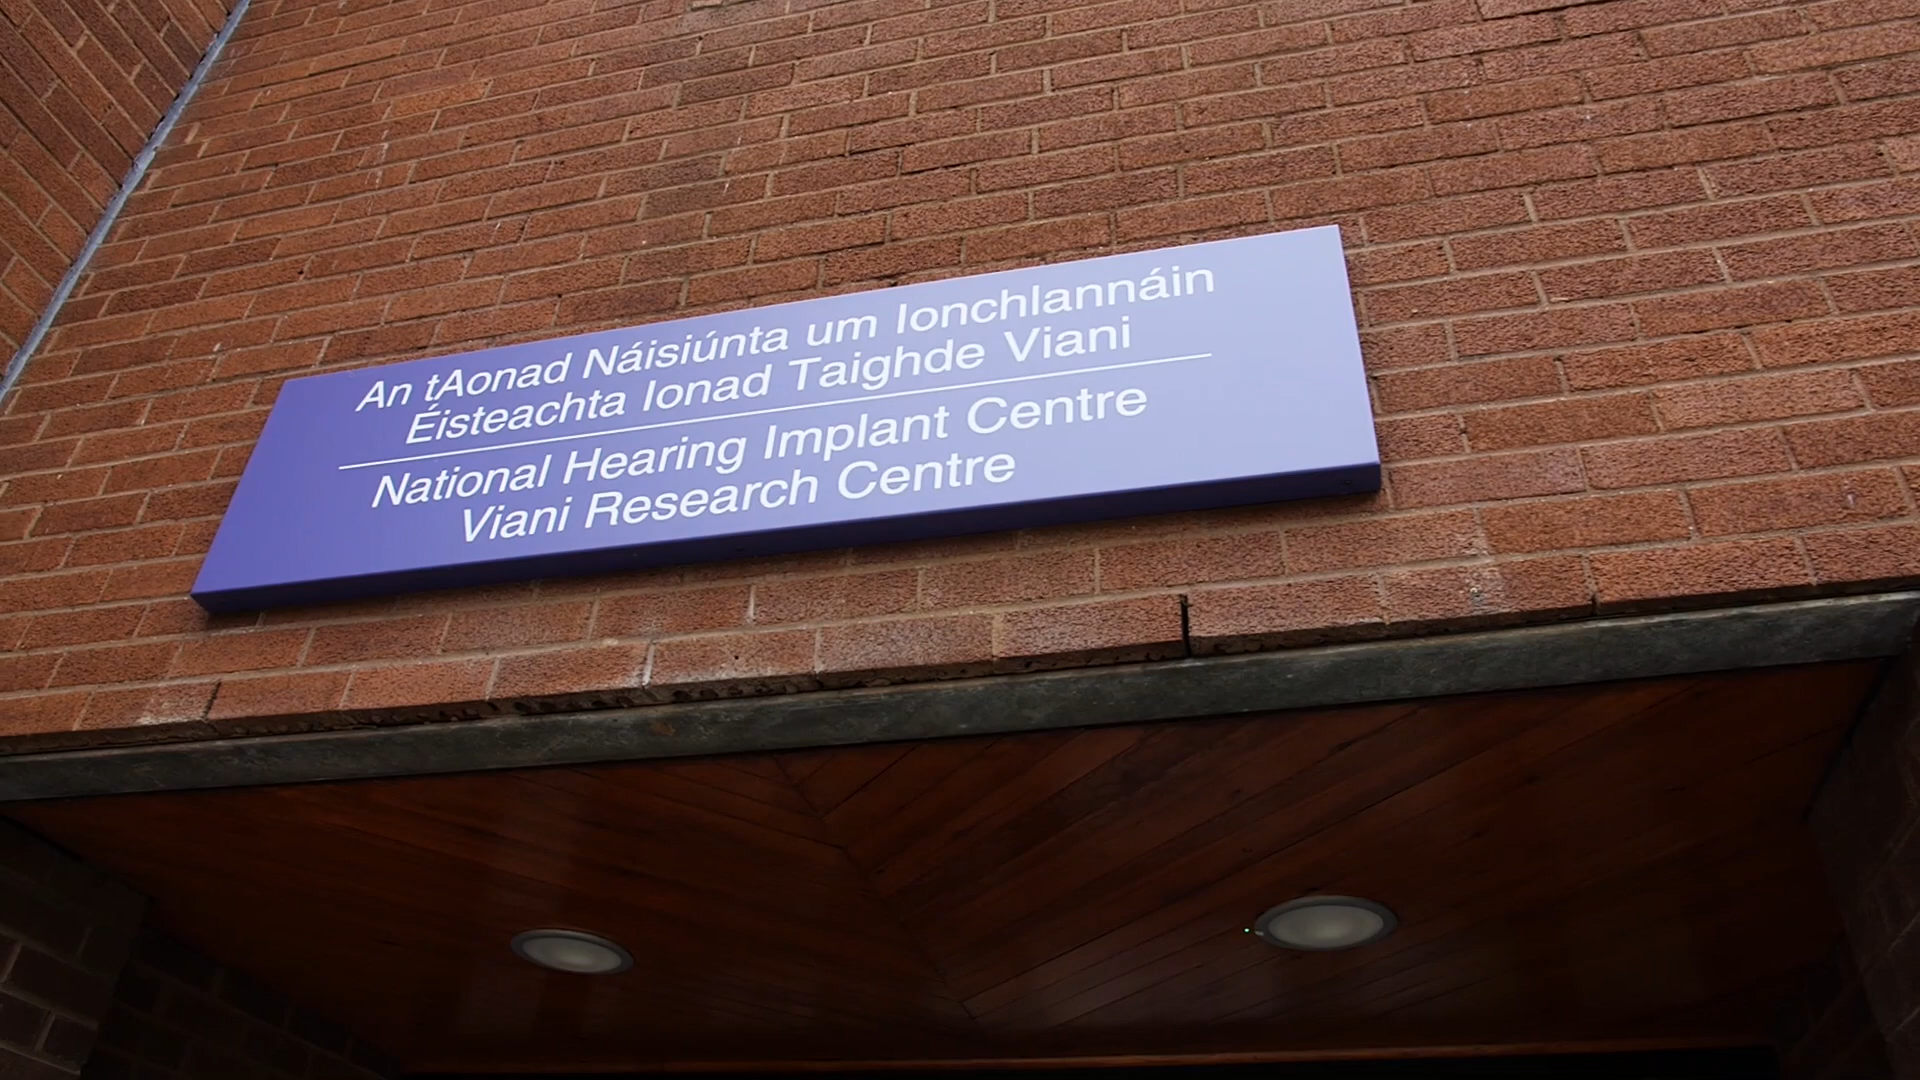 An tAonad Náisiúnta um Ionchlannáin
Éisteachta Ionad Taighde Viani
National Hearing Implant Centre
Viani Research Centre